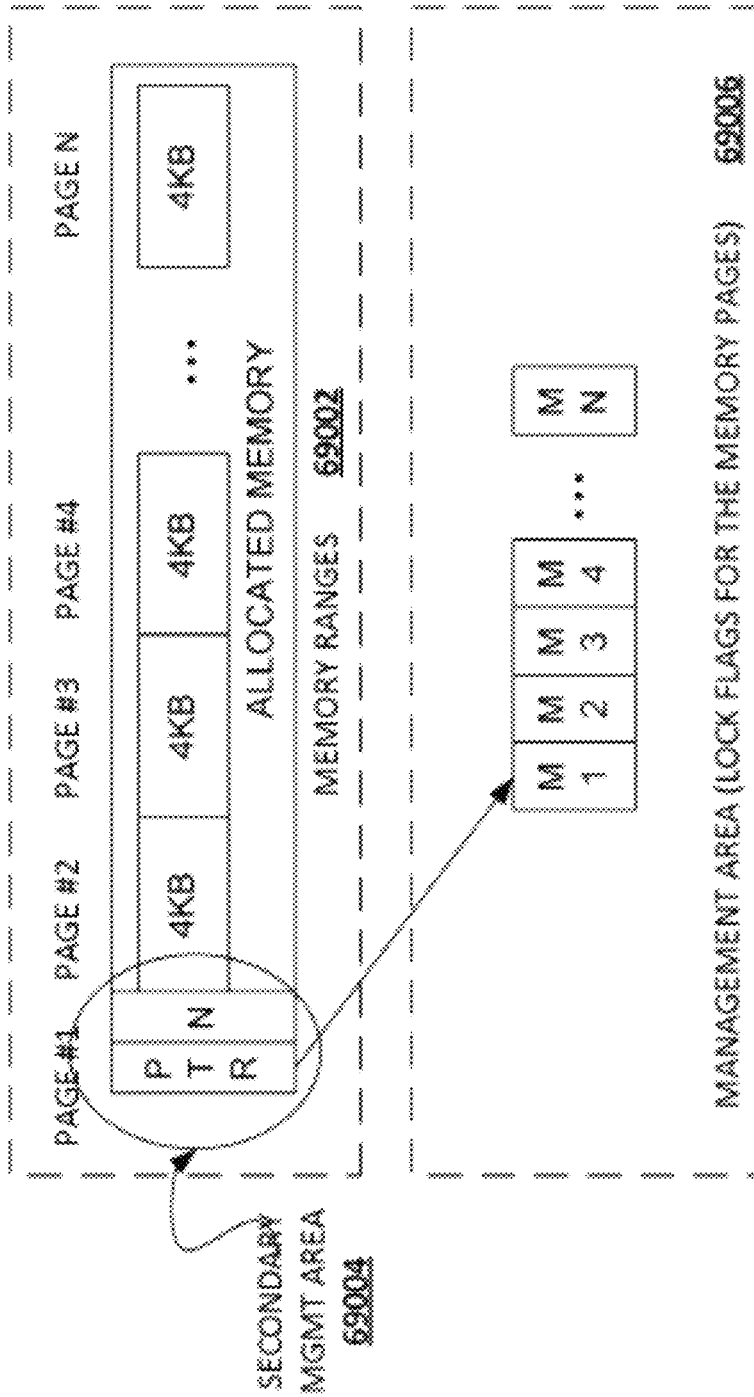 PAGE #1 PAGE #2 PAGE #3 PAGE #4 PAGE N
PTR N 4KB 4KB 4KB ... 4KB
ALLOCATED MEMORY
MEMORY RANGES 69002
SECONDARY
MGMT AREA
69004
M M M M ... M
1 2 3 4 N
MANAGEMENT AREA (LOCK FLAGS FOR THE MEMORY PAGES) 69006